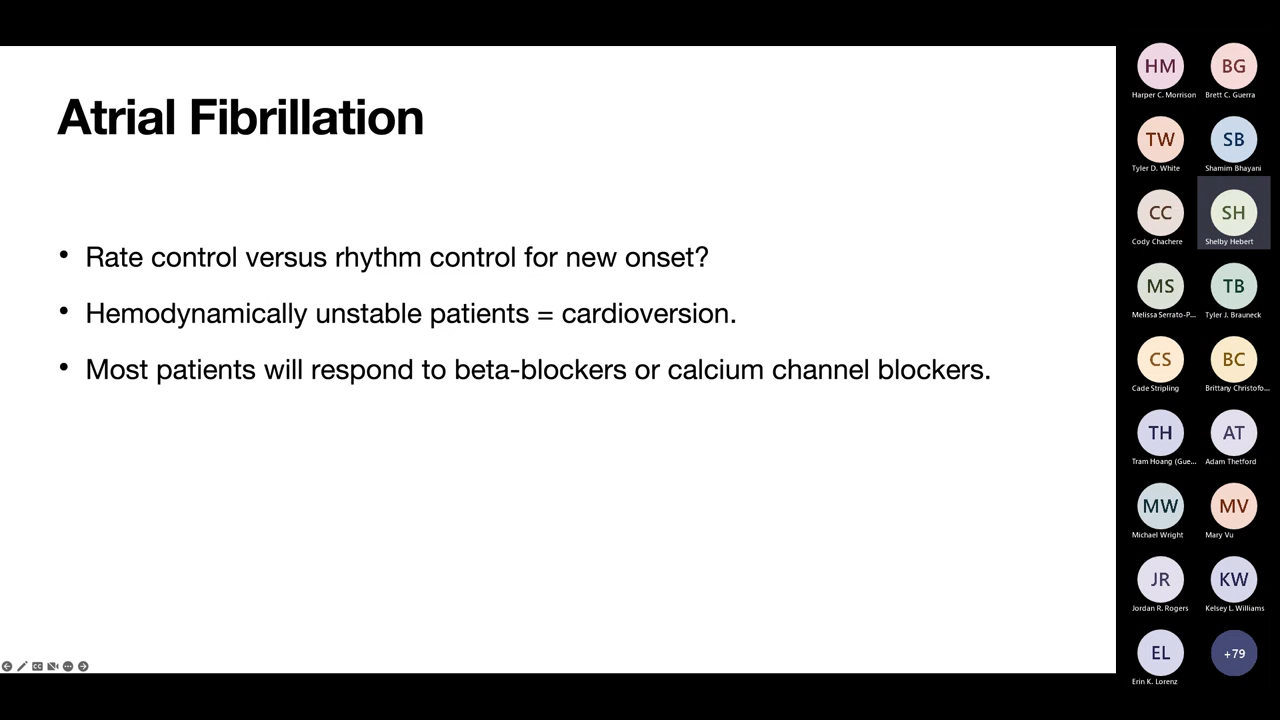 Atrial Fibrillation
• Rate control versus rhythm control for new onset?
• Hemodynamically unstable patients = cardioversion.
• Most patients will respond to beta-blockers or calcium channel blockers.
HM
Harper C. Morrison
BG
Brett C. Guerra
TW
Tyler D. White
SB
Shamim Bhayani
CC
Cody Chachere
SH
Shelby Hebert
MS
Melissa Serrato-P...
TB
Tyler J. Brauneck
CS
Cade Stripling
BC
Brittany Christofo...
TH
Tram Hoang (Gue...
AT
Adam Thetford
MW
Michael Wright
MV
Mary Vu
JR
Jordan R. Rogers
KW
Kelsey L. Williams
EL
Erin K. Lorenz
+79